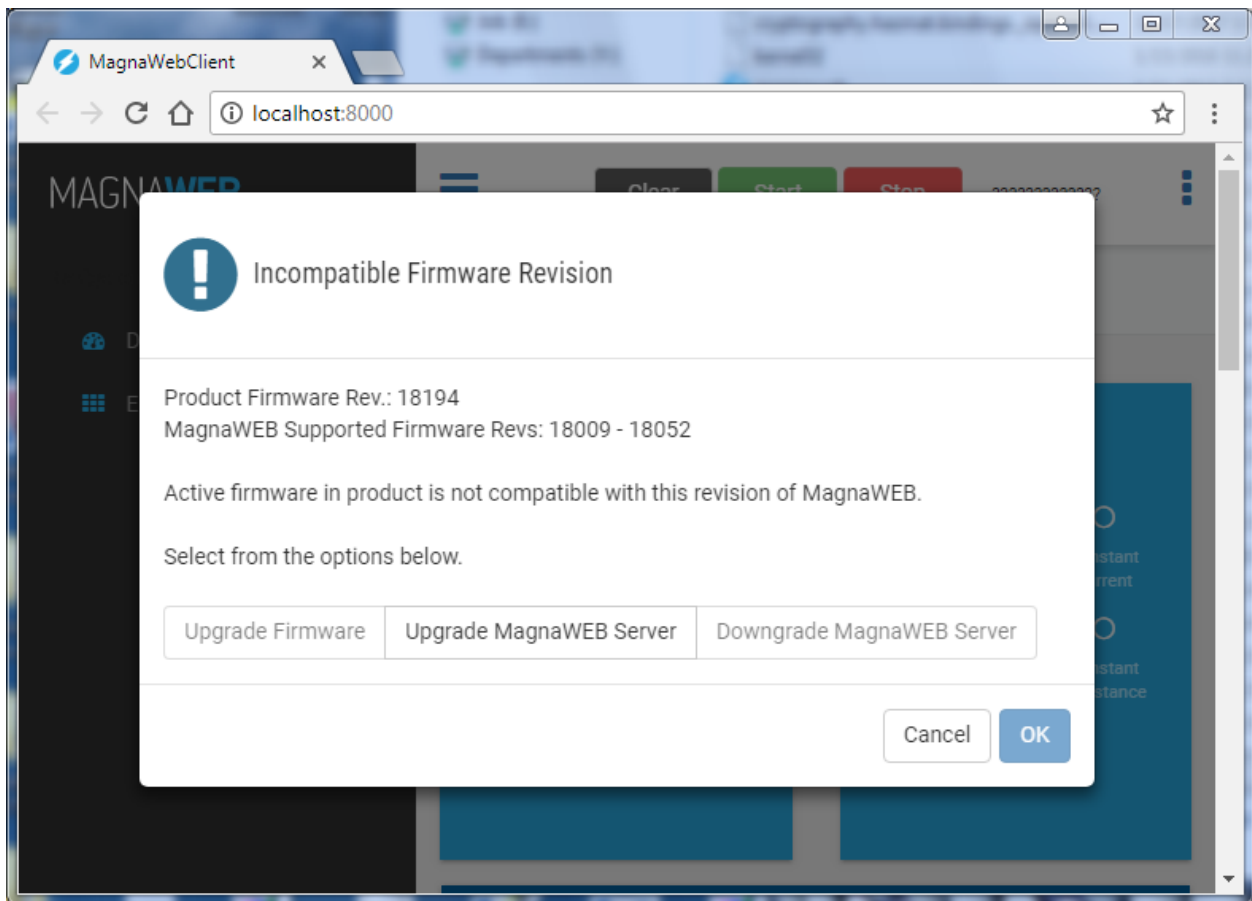 MagnaWebClient
localhost:8000
MAGNAWEB
Clear
Start
Stop
?????????????
Incompatible Firmware Revision
Product Firmware Rev.: 18194
MagnaWEB Supported Firmware Revs: 18009 - 18052
Active firmware in product is not compatible with this revision of MagnaWEB.
Select from the options below.
Upgrade Firmware
Upgrade MagnaWEB Server
Downgrade MagnaWEB Server
Cancel
OK